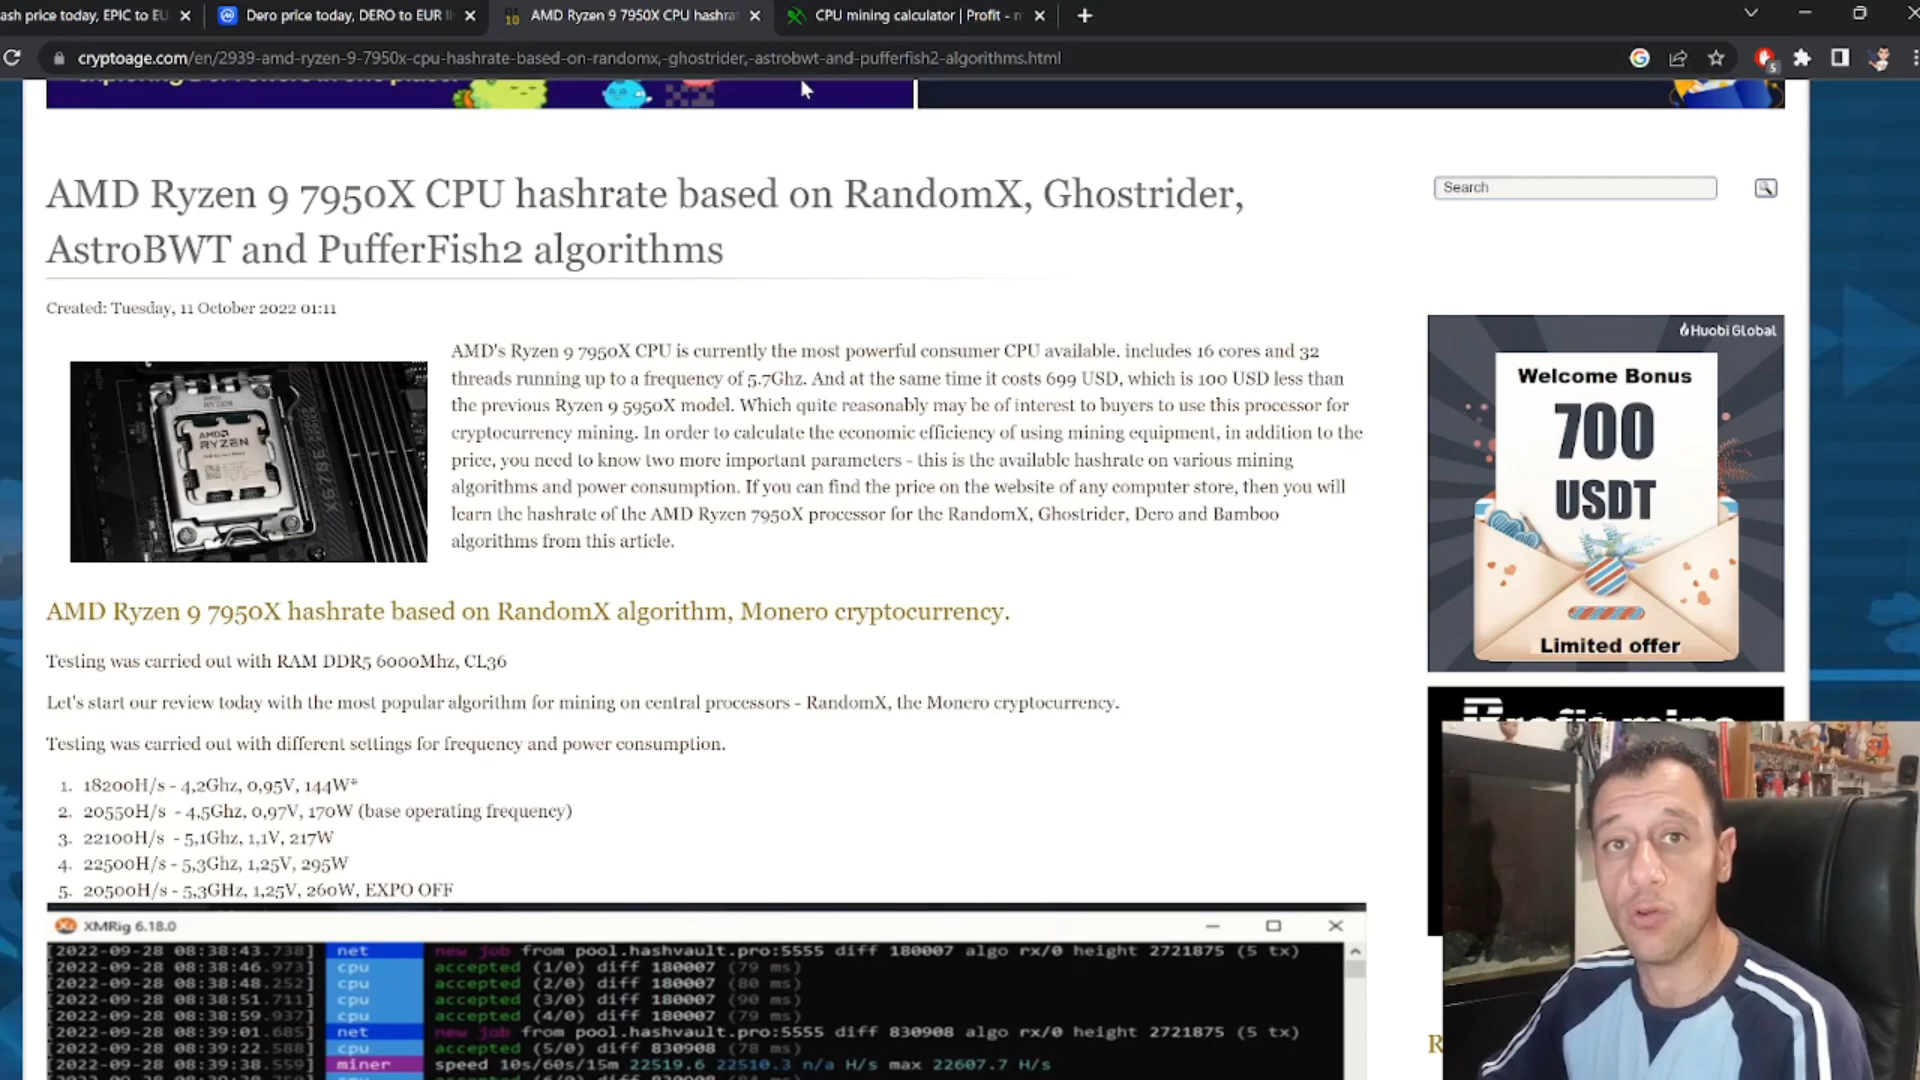 ash price today, EPIC to EU
Dero price today, DERO to EUR li
AMD Ryzen 9 7950X CPU hashra
CPU mining calculator | Profit -
cryptoage.com/en/2939-amd-ryzen-9-7950x-cpu-hashrate-based-on-randomx,-ghostrider,-astrobwt-and-pufferfish2-algorithms.html
5
AMD Ryzen 9 7950X CPU hashrate based on RandomX, Ghostrider,
AstroBWT and PufferFish2 algorithms
Search
Created: Tuesday, 11 October 2022 01:11
AMD's Ryzen 9 7950X CPU is currently the most powerful consumer CPU available. includes 16 cores and 32
threads running up to a frequency of 5.7Ghz. And at the same time it costs 699 USD, which is 100 USD less than
the previous Ryzen 9 5950X model. Which quite reasonably may be of interest to buyers to use this processor for
cryptocurrency mining. In order to calculate the economic efficiency of using mining equipment, in addition to the
price, you need to know two more important parameters - this is the available hashrate on various mining
algorithms and power consumption. If you can find the price on the website of any computer store, then you will
learn the hashrate of the AMD Ryzen 7950X processor for the RandomX, Ghostrider, Dero and Bamboo
algorithms from this article.
AMD
RYZEN
X670E AO
Huobi Global
Welcome Bonus
700
USDT
Limited offer
AMD Ryzen 9 7950X hashrate based on RandomX algorithm, Monero cryptocurrency.
Testing was carried out with RAM DDR5 6000Mhz, CL36
Let's start our review today with the most popular algorithm for mining on central processors - RandomX, the Monero cryptocurrency.
Testing was carried out with different settings for frequency and power consumption.
1. 18200H/s - 4,2Ghz, 0,95V, 144W*
2. 20550H/s - 4,5Ghz, 0,97V, 170W (base operating frequency)
3. 22100H/s - 5,1Ghz, 1,1V, 217W
4. 22500H/s - 5,3Ghz, 1,25V, 295W
5. 20500H/s - 5,3GHz, 1,25V, 260W, EXPO OFF
XMRig 6.18.0
[2022-09-28 08:38:43.738] net new job from pool.hashvault.pro:5555 diff 180007 algo rx/0 height 2721875 (5 tx)
[2022-09-28 08:38:46.973] cpu accepted (1/0) diff 180007 (79 ms)
[2022-09-28 08:38:48.252] cpu accepted (2/0) diff 180007 (80 ms)
[2022-09-28 08:38:51.711] cpu accepted (3/0) diff 180007 (90 ms)
[2022-09-28 08:38:59.937] cpu accepted (4/0) diff 180007 (79 ms)
[2022-09-28 08:39:01.685] net new job from pool.hashvault.pro:5555 diff 830908 algo rx/0 height 2721875 (5 tx)
[2022-09-28 08:39:22.588] cpu accepted (5/0) diff 830908 (78 ms)
[2022-09-28 08:39:38.559] miner speed 10s/60s/15m 22519.6 22510.3 n/a H/s max 22607.7 H/s
R